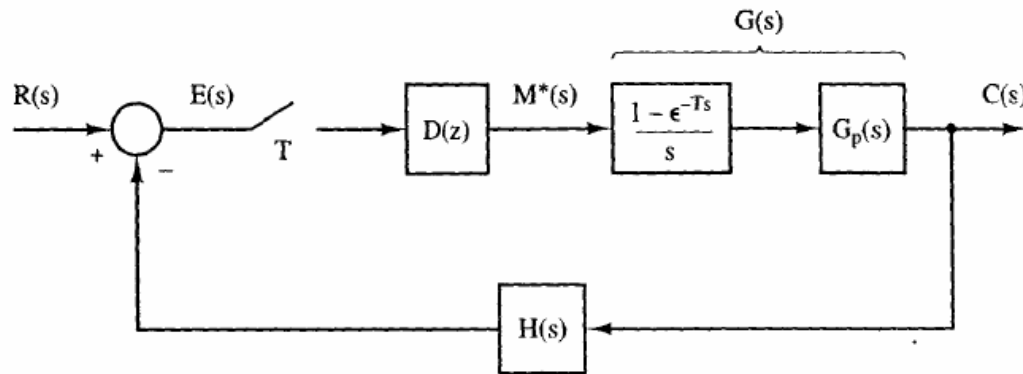 G(s)
R(s)
E(s)
M*(s)
C(s)
+
−
T
D(z)
1 − ϵ^{−Ts}
s
G_p(s)
H(s)